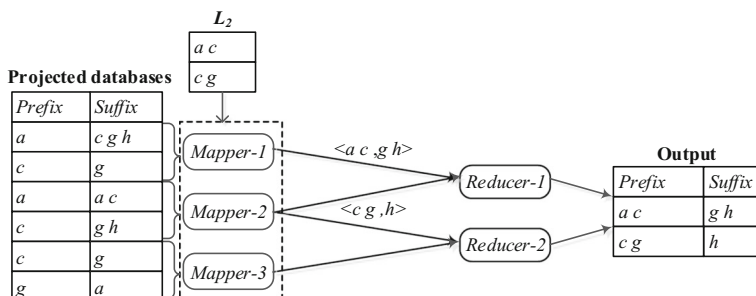 L2
a c
c g
Projected databases
Prefix Suffix
a c g h
c g
a a c
c g h
c g
g a
Mapper-1
Mapper-2
Mapper-3
<a c ,g h>
<c g ,h>
Reducer-1
Reducer-2
Output
Prefix Suffix
a c g h
c g h